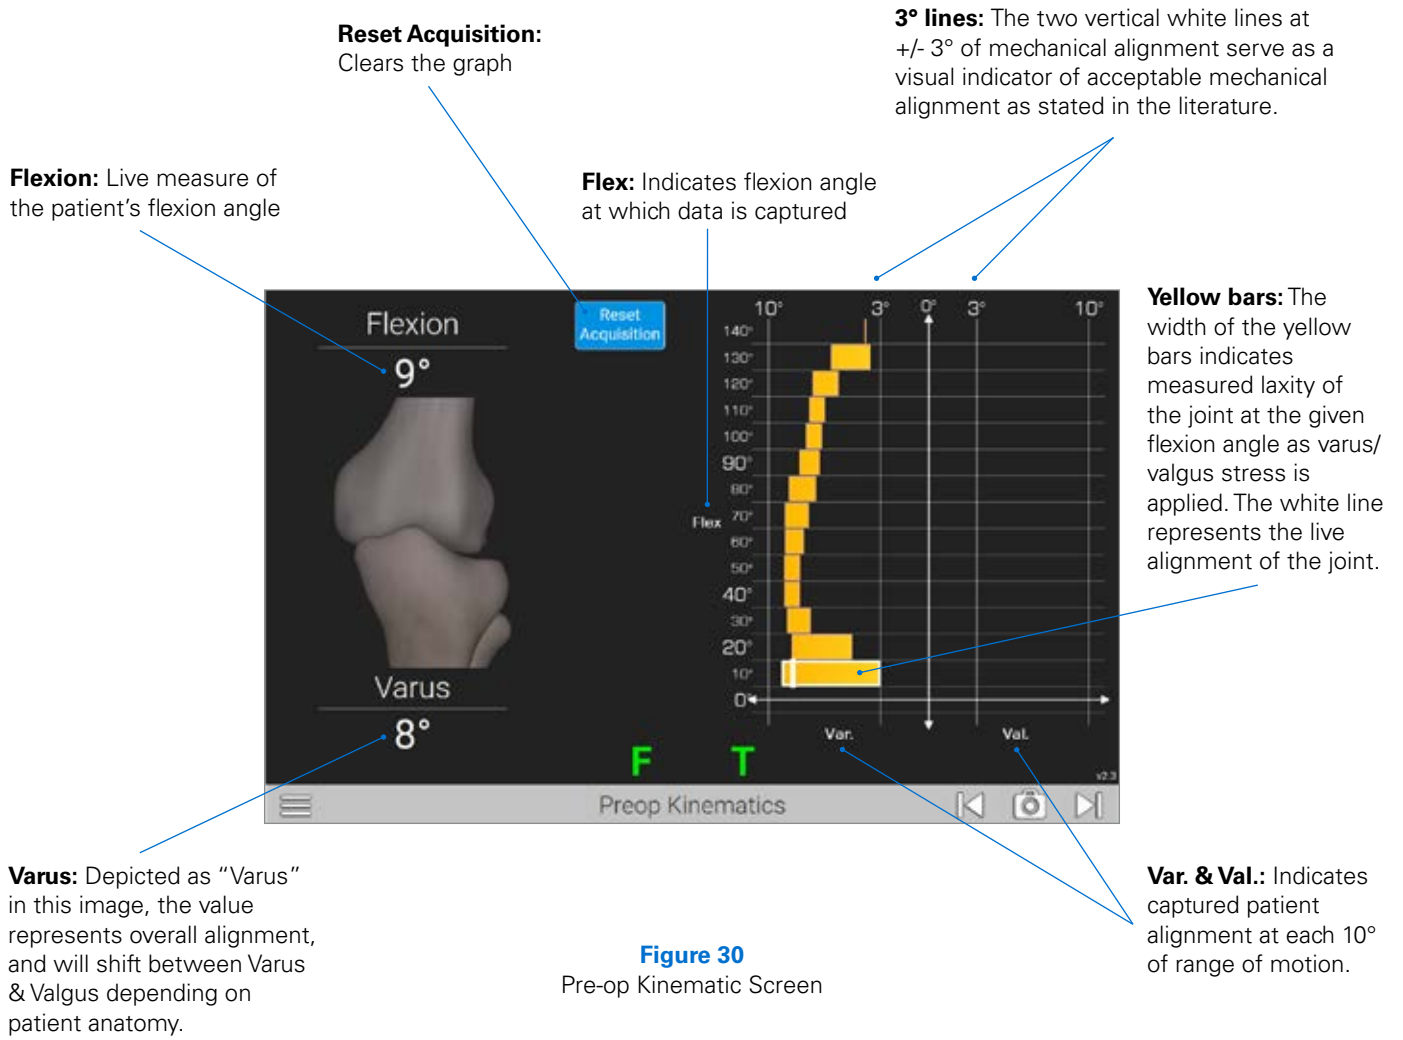 Reset Acquisition:
Clears the graph
3° lines: The two vertical white lines at
+/- 3° of mechanical alignment serve as a
visual indicator of acceptable mechanical
alignment as stated in the literature.
Flexion: Live measure of
the patient's flexion angle
Flex: Indicates flexion angle
at which data is captured
Yellow bars: The
width of the yellow
bars indicates
measured laxity of
the joint at the given
flexion angle as varus/
valgus stress is
applied. The white line
represents the live
alignment of the joint.
Flexion
9°
Reset
Acquisition
10° 3° 0° 3° 10°
140°
130°
120°
110°
100°
90°
80°
Flex 70°
60°
50°
40°
30°
20°
10°
0°
Varus
8°
Var. Val.
F T
v2.3
Preop Kinematics
Varus: Depicted as “Varus”
in this image, the value
represents overall alignment,
and will shift between Varus
& Valgus depending on
patient anatomy.
Figure 30
Pre-op Kinematic Screen
Var. & Val.: Indicates
captured patient
alignment at each 10°
of range of motion.